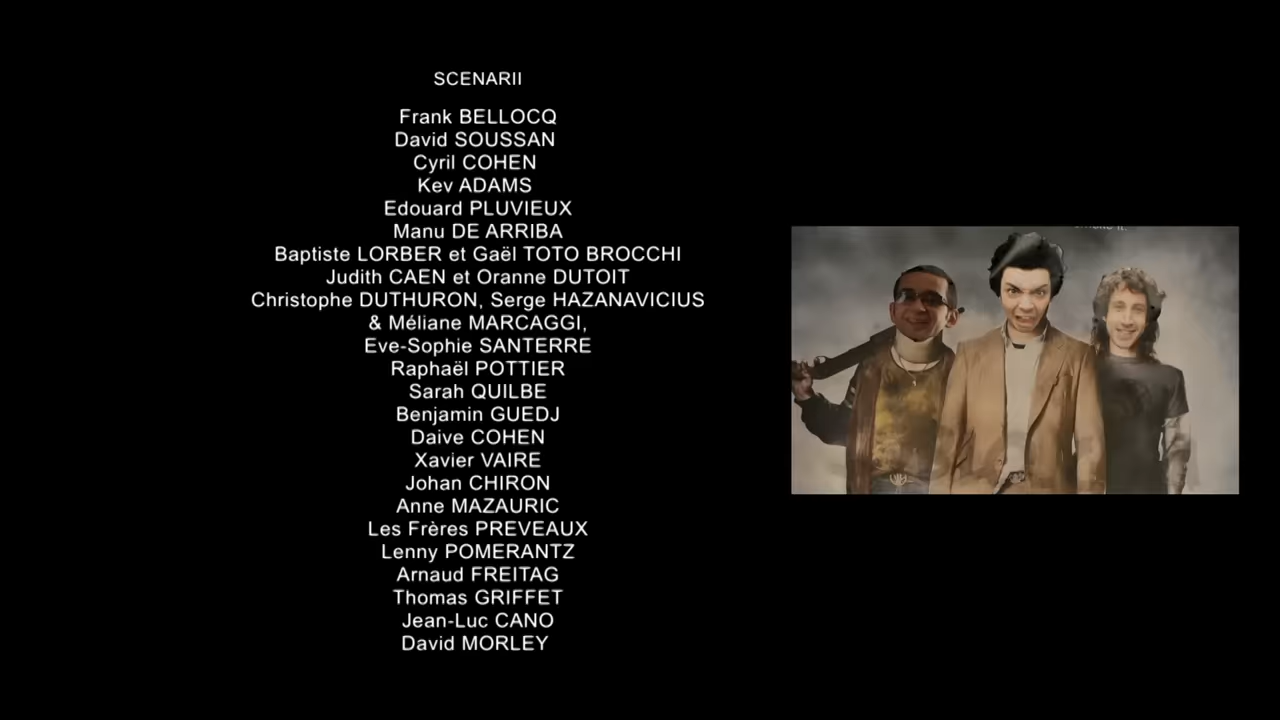 SCENARII
Frank BELLOCQ
David SOUSSAN
Cyril COHEN
Kev ADAMS
Edouard PLUVIEUX
Manu DE ARRIBA
Baptiste LORBER et Gaël TOTO BROCCHI
Judith CAEN et Oranne DUTOIT
Christophe DUTHURON, Serge HAZANAVICIUS
& Méliane MARCAGGI,
Eve-Sophie SANTERRE
Raphaël POTTIER
Sarah QUILBE
Benjamin GUEDJ
Daive COHEN
Xavier VAIRE
Johan CHIRON
Anne MAZAURIC
Les Frères PREVEAUX
Lenny POMERANTZ
Arnaud FREITAG
Thomas GRIFFET
Jean-Luc CANO
David MORLEY